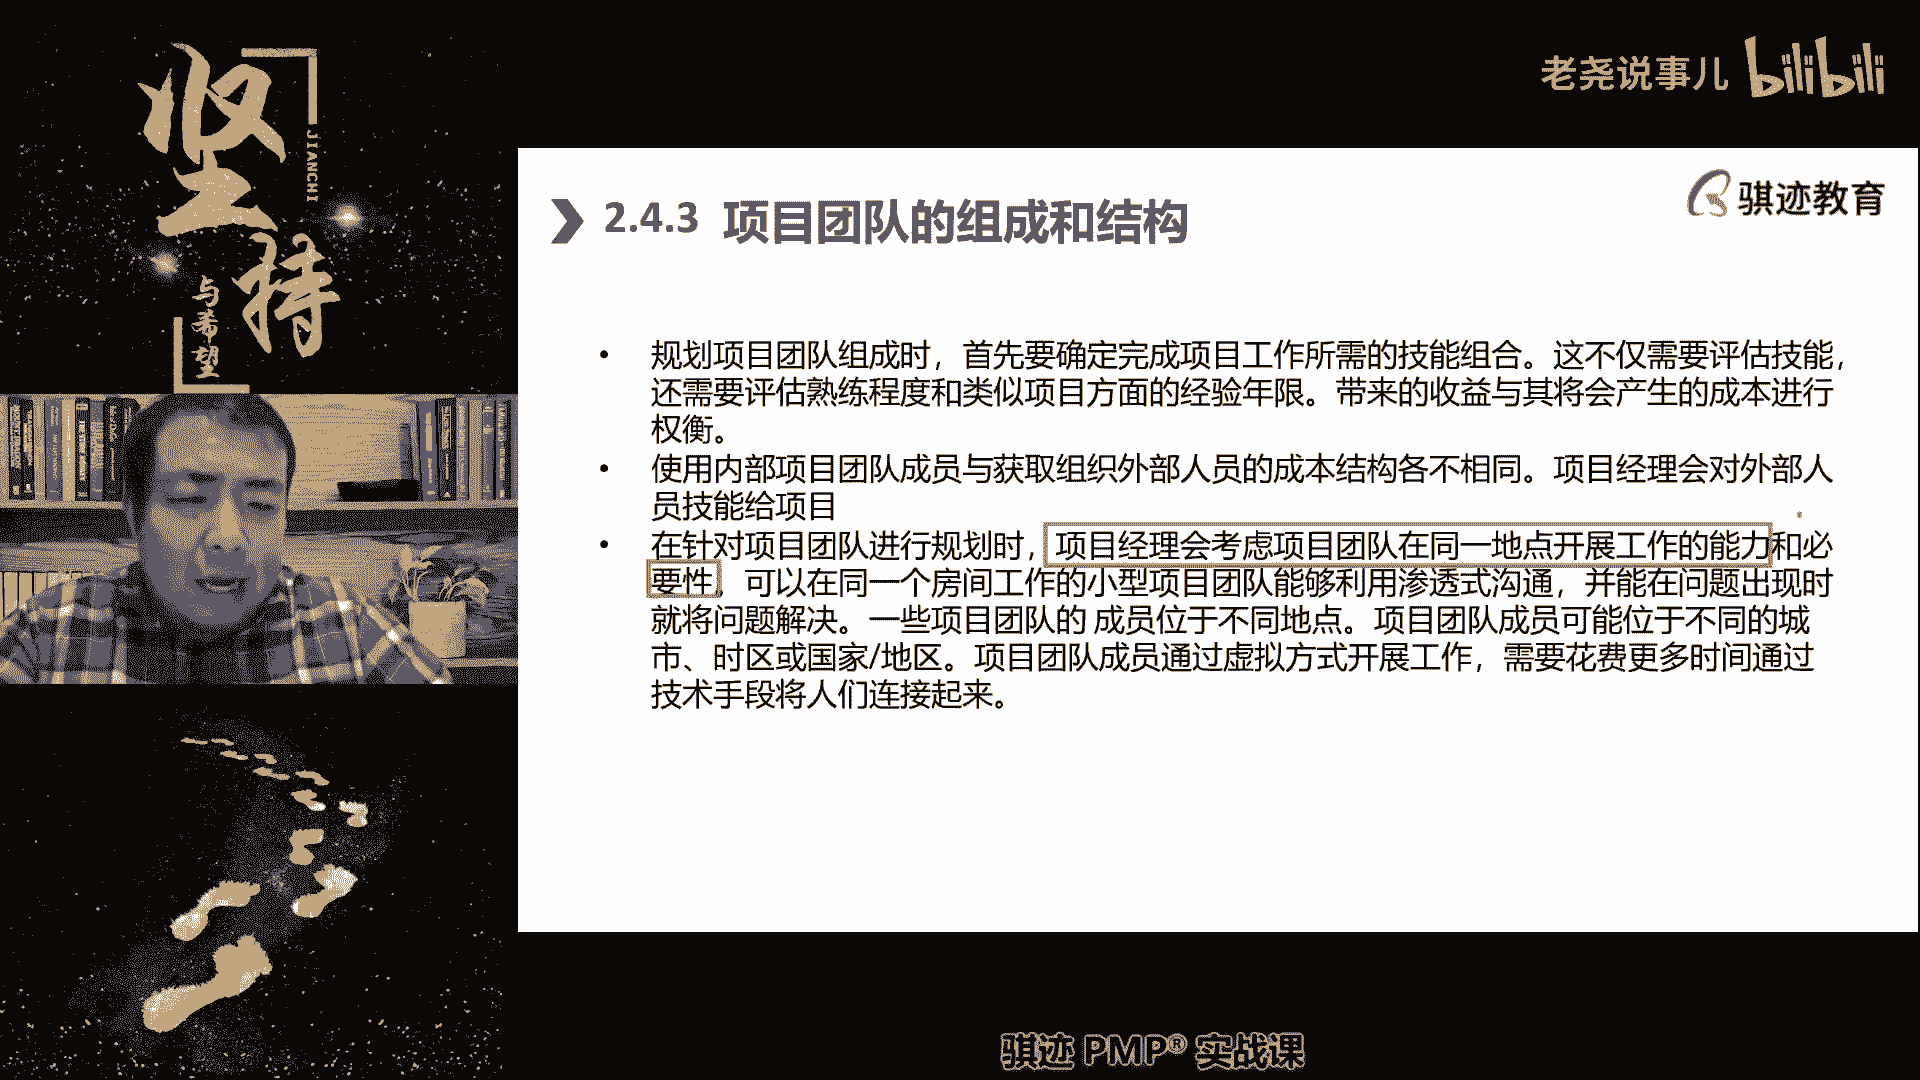 坚持
JIANCHI
与希望
老尧说事儿 bilibili
骐迹教育
2.4.3 项目团队的组成和结构
• 规划项目团队组成时，首先要确定完成项目工作所需的技能组合。这不仅需要评估技能，
还需要评估熟练程度和类似项目方面的经验年限。带来的收益与其将会产生的成本进行
权衡。
• 使用内部项目团队成员与获取组织外部人员的成本结构各不相同。项目经理会对外部人
员技能给项目
• 在针对项目团队进行规划时，项目经理会考虑项目团队在同一地点开展工作的能力和必
要性。可以在同一个房间工作的小型项目团队能够利用渗透式沟通，并能在问题出现时
就将问题解决。一些项目团队的 成员位于不同地点。项目团队成员可能位于不同的城
市、时区或国家/地区。项目团队成员通过虚拟方式开展工作，需要花费更多时间通过
技术手段将人们连接起来。
骐迹 PMP® 实战课